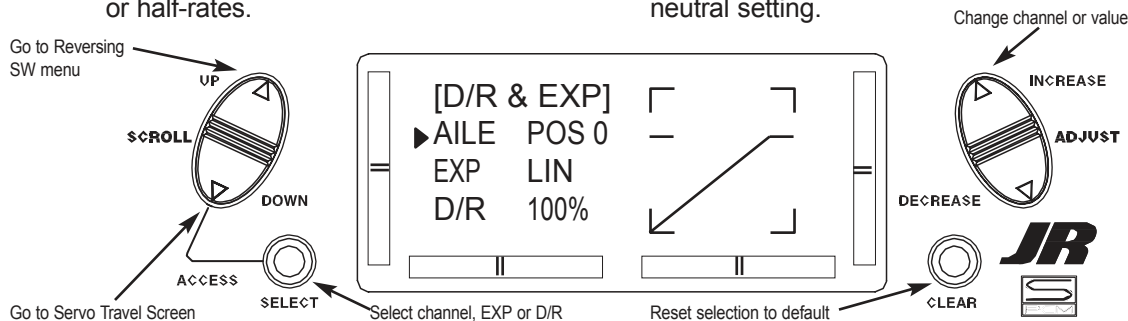 or half-rates.
neutral setting.
Change channel or value
Go to Reversing
SW menu
UP
INCREASE
[D/R & EXP]
AILE POS 0
EXP LIN
D/R 100%
SCROLL
ADJUST
DOWN
DECREASE
JR
ACCESS
SELECT
CLEAR
S
PCM
Go to Servo Travel Screen
Select channel, EXP or D/R
Reset selection to default